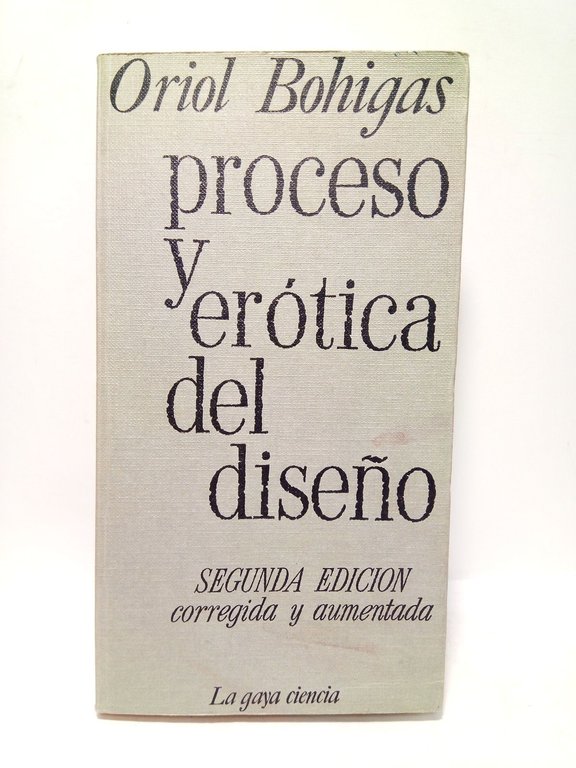 Oriol Bohigas
proceso
y
erótica
del
diseño
SEGUNDA EDICION
corregida y aumentada
La gaya ciencia